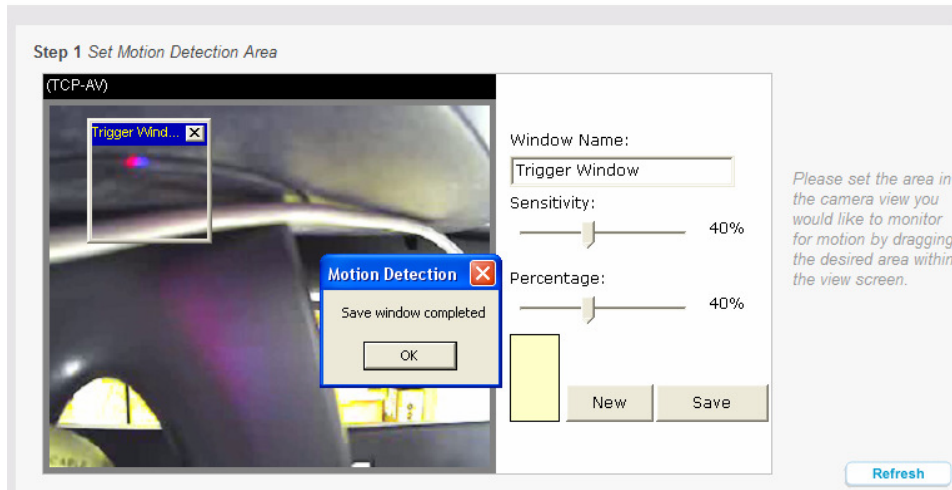 Step 1 Set Motion Detection Area
(TCP-AV)
Trigger Wind...
Window Name:
Trigger Window
Sensitivity:
40%
Motion Detection
Save window completed
OK
Percentage:
40%
New
Save
Please set the area in
the camera view you
would like to monitor
for motion by dragging
the desired area within
the view screen.
Refresh